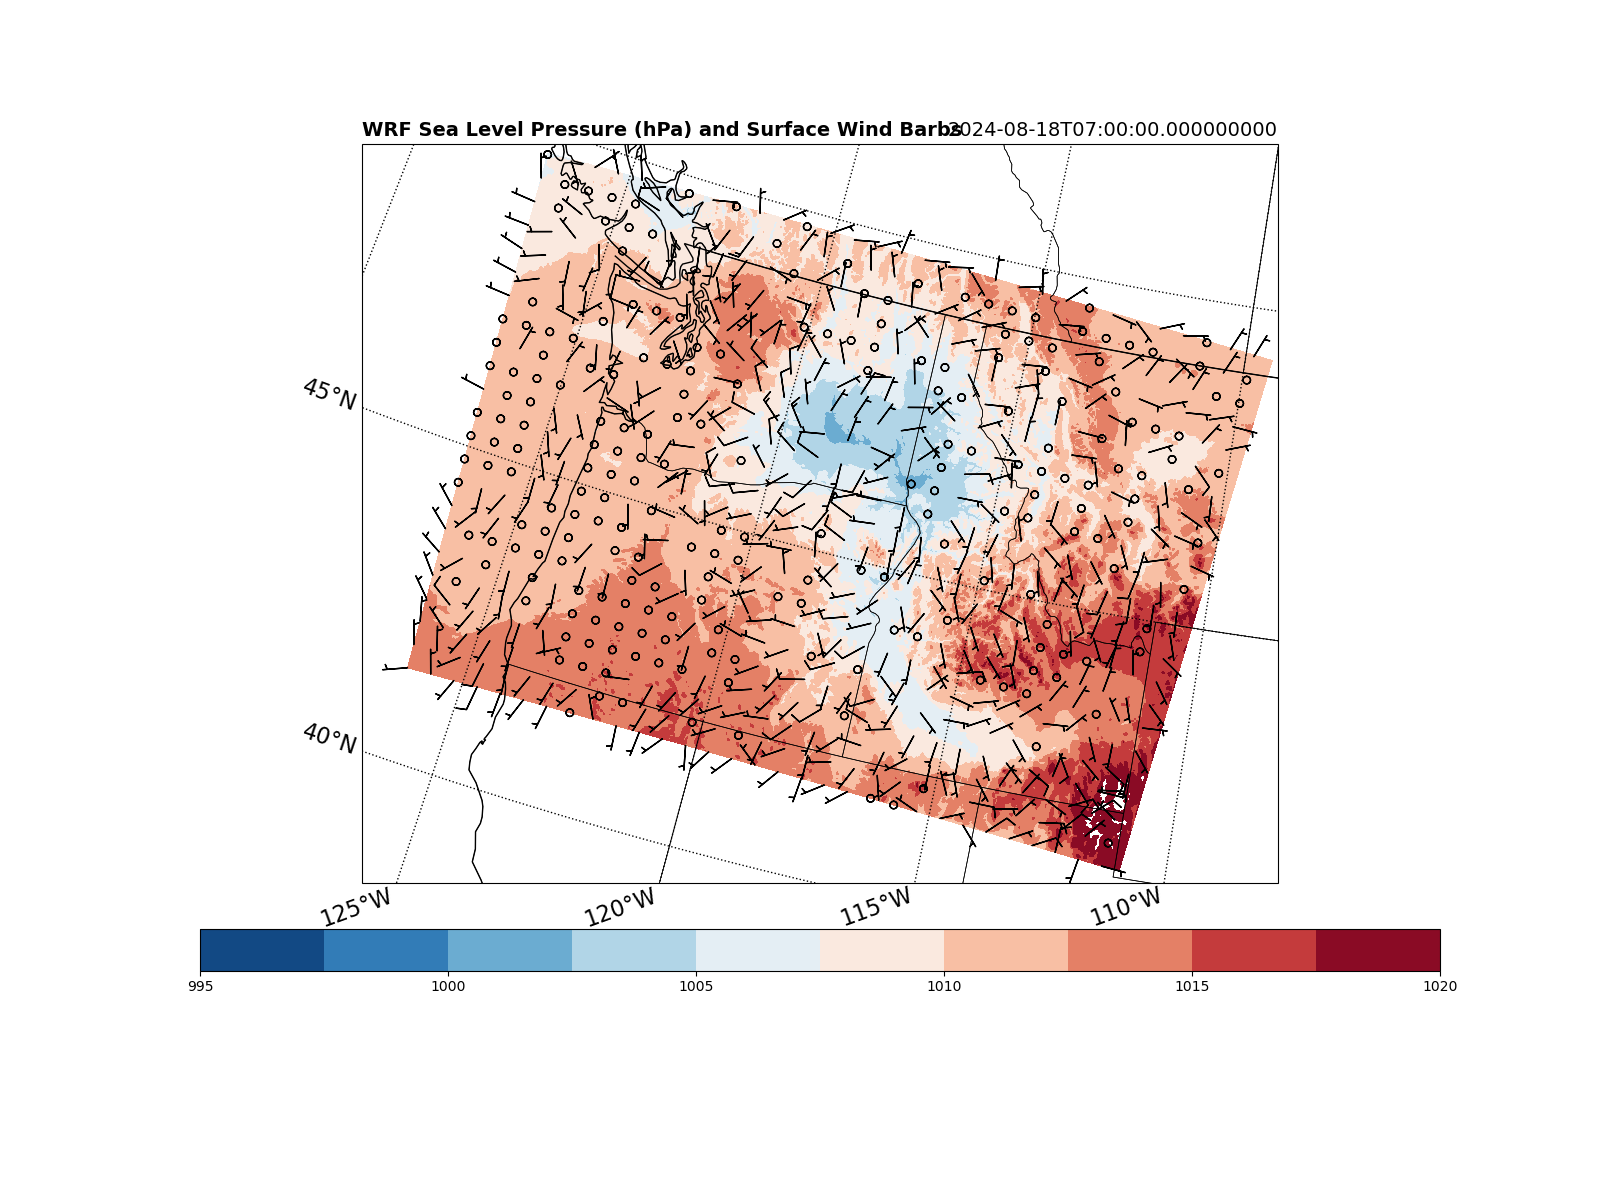 WRF Sea Level Pressure (hPa) and Surface Wind Barbs 2024-08-18T07:00:00.000000000
45°N
40°N
125°W 120°W 115°W 110°W
995 1000 1005 1010 1015 1020